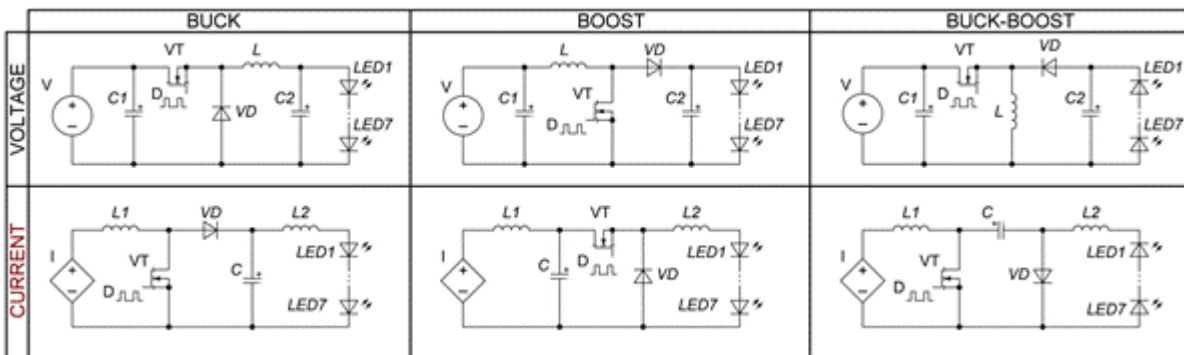 BUCK BOOST BUCK-BOOST
VOLTAGE
V
C1
VT
D
VD
L
C2
LED1
LED7
V
C1
L
VT
D
VD
C2
LED1
LED7
V
C1
VT
D
L
VD
C2
LED1
LED7
CURRENT
I
L1
VT
D
VD
C
L2
LED1
LED7
I
L1
C
VT
D
VD
L2
LED1
LED7
I
L1
VT
D
C
VD
L2
LED1
LED7